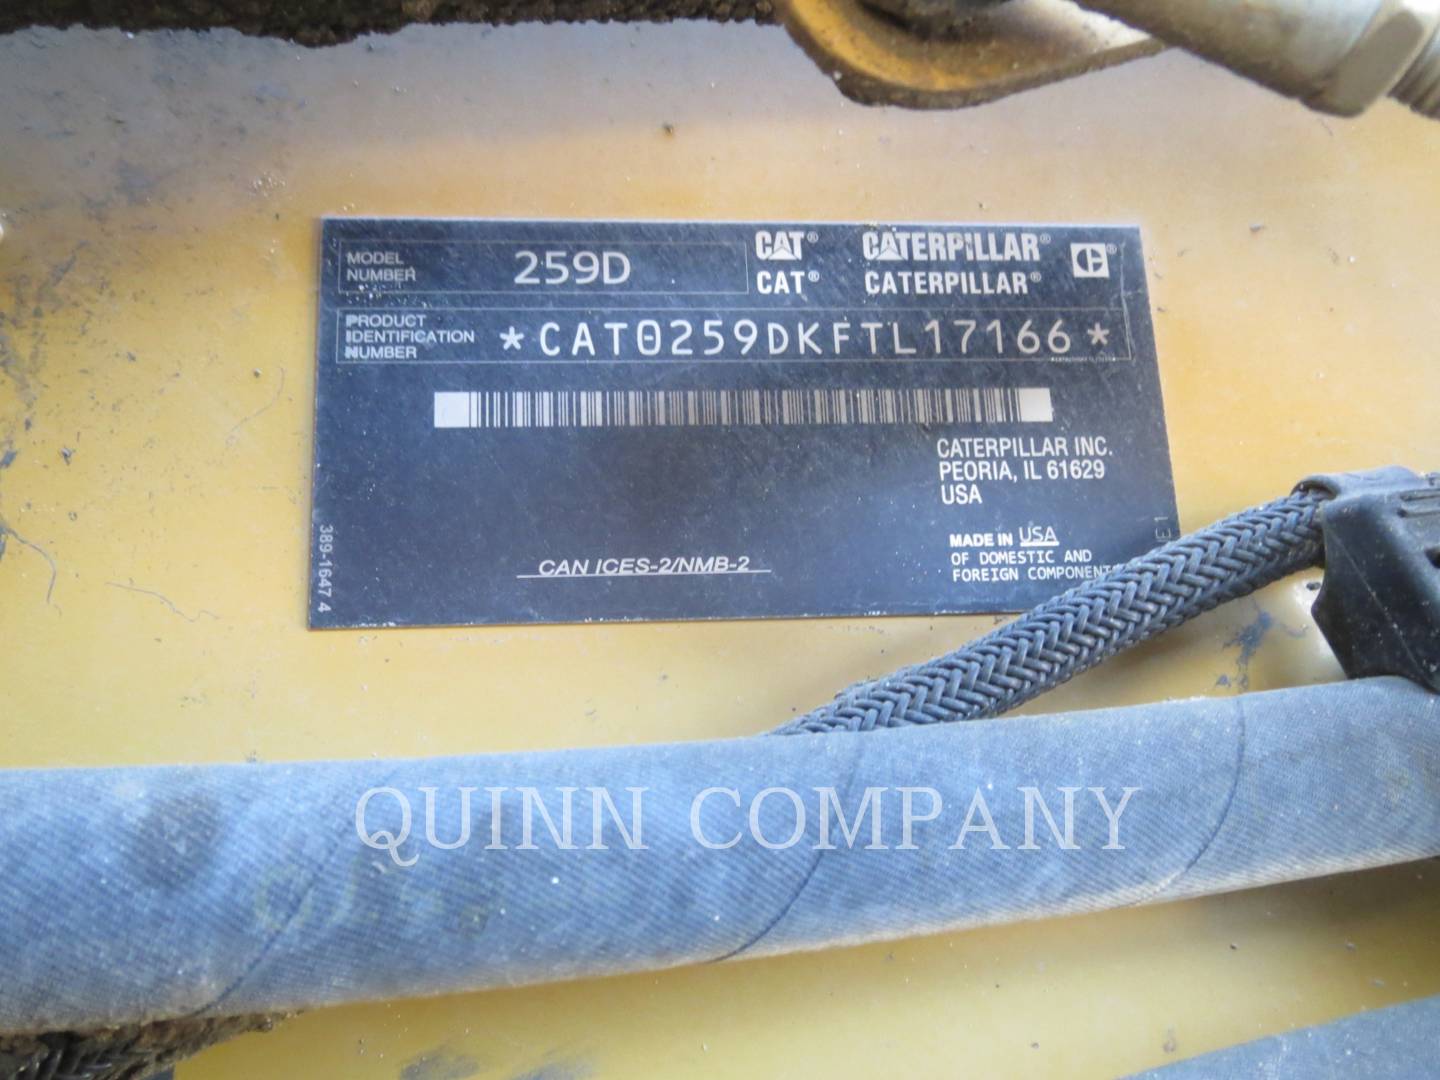 MODEL NUMBER 259D
CAT® CATERPILLAR®
CAT® CATERPILLAR®
PRODUCT IDENTIFICATION NUMBER *CAT0259DKFTL17166*
CATERPILLAR INC.
PEORIA, IL 61629
USA
MADE IN USA
OF DOMESTIC AND
FOREIGN COMPONENT
CAN ICES-2/NMB-2
389-1647 4
QUINN COMPANY